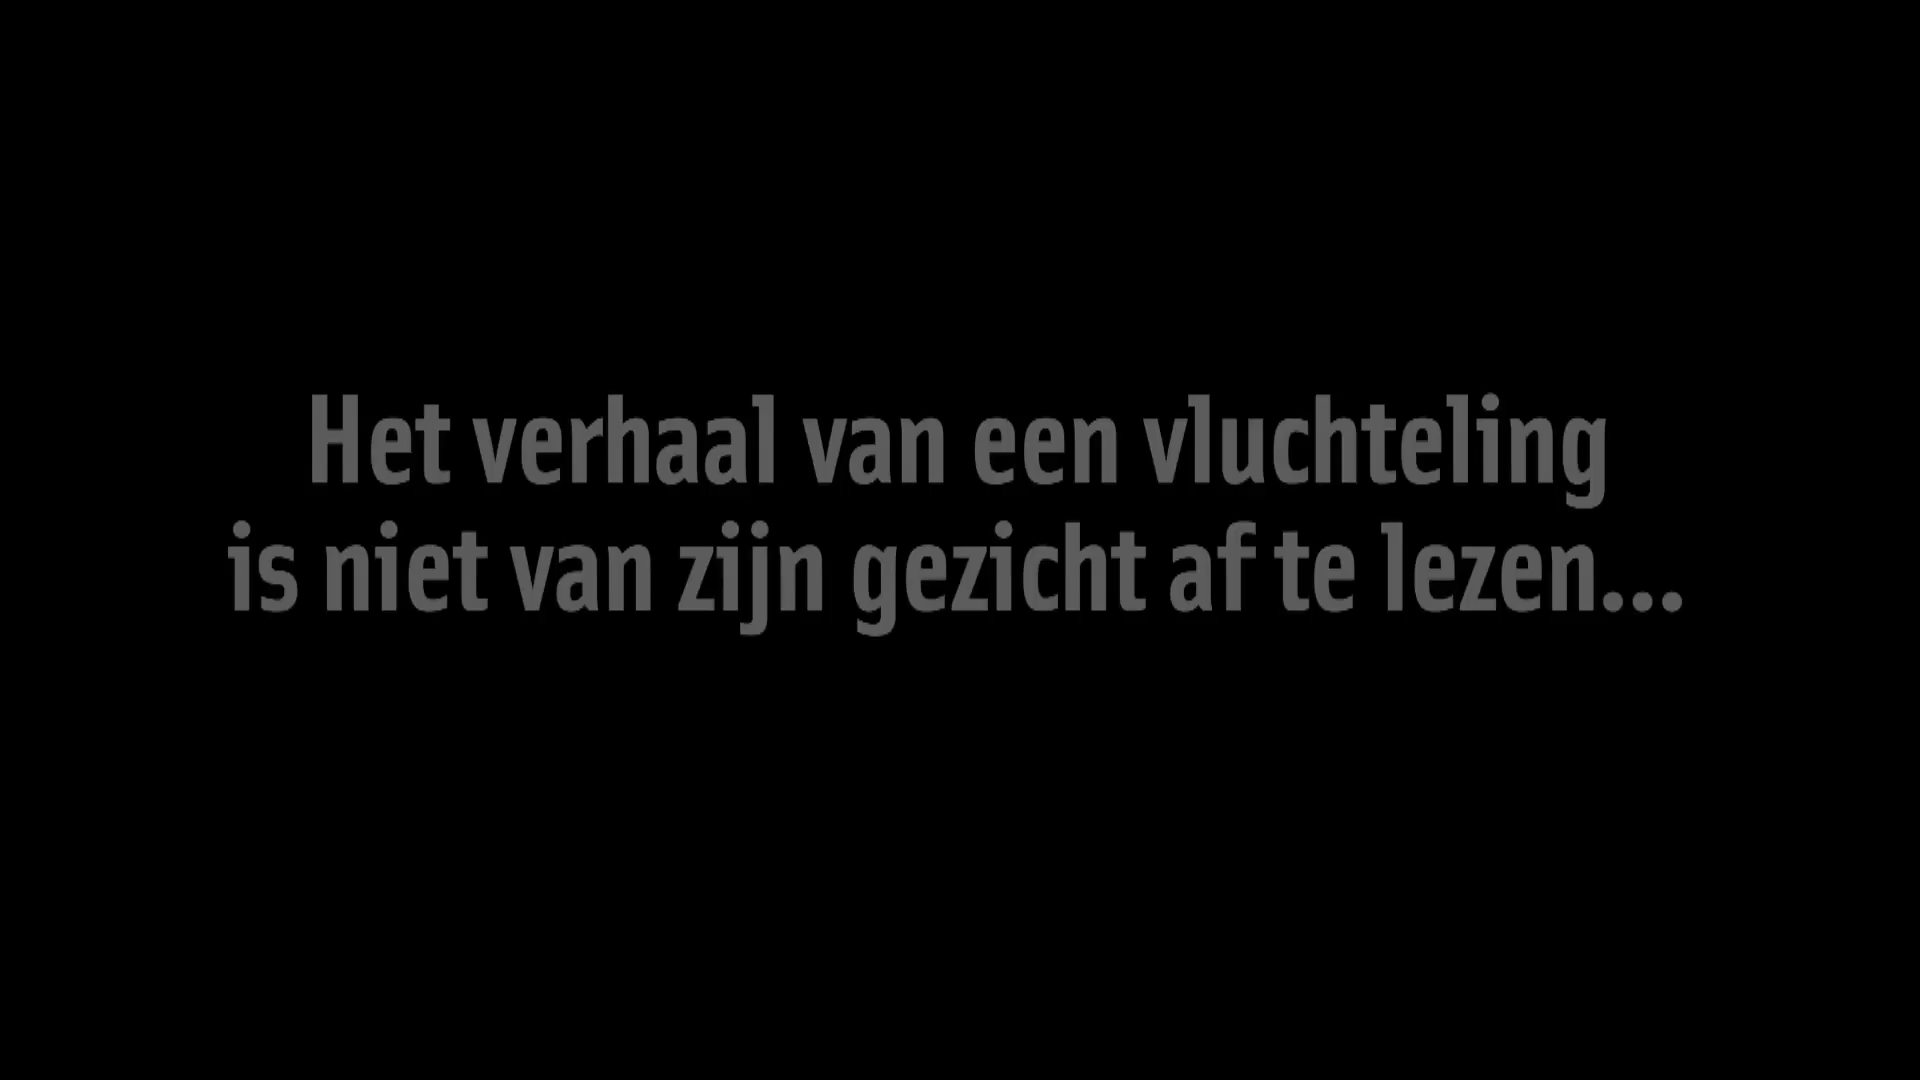 Het verhaal van een vluchteling
is niet van zijn gezicht af te lezen...